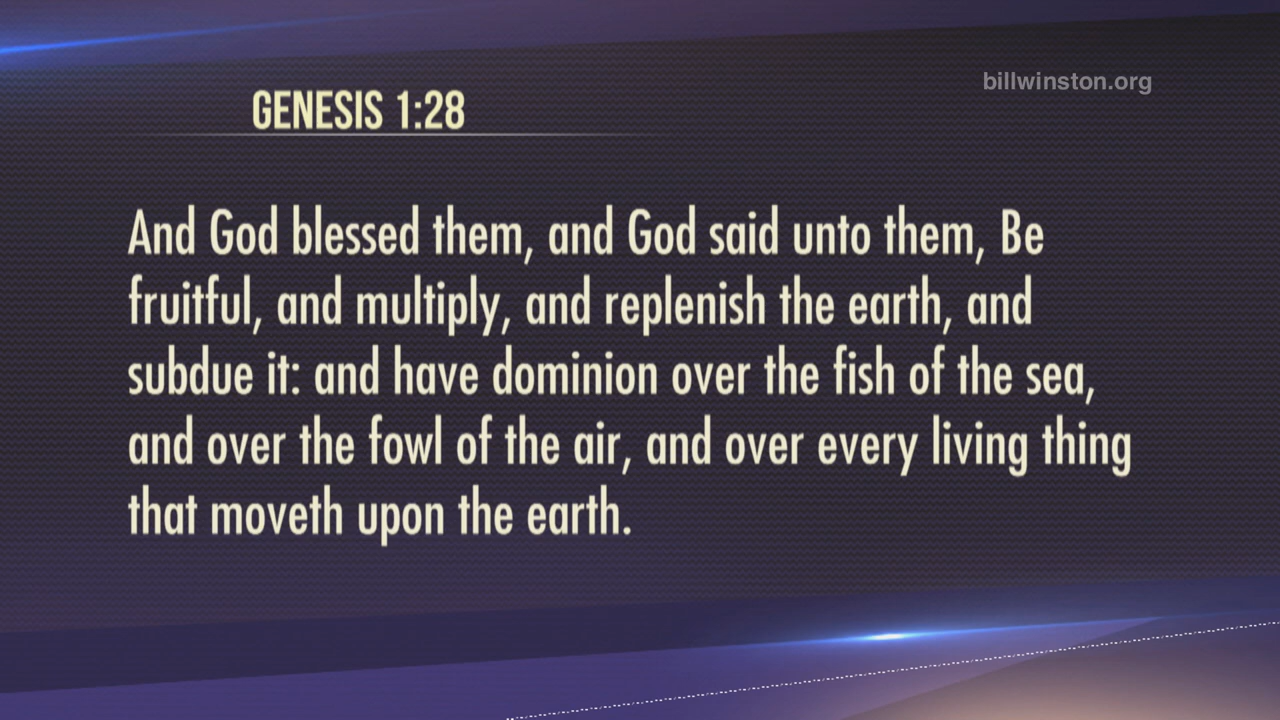 billwinston.org
GENESIS 1:28
And God blessed them, and God said unto them, Be
fruitful, and multiply, and replenish the earth, and
subdue it: and have dominion over the fish of the sea,
and over the fowl of the air, and over every living thing
that moveth upon the earth.